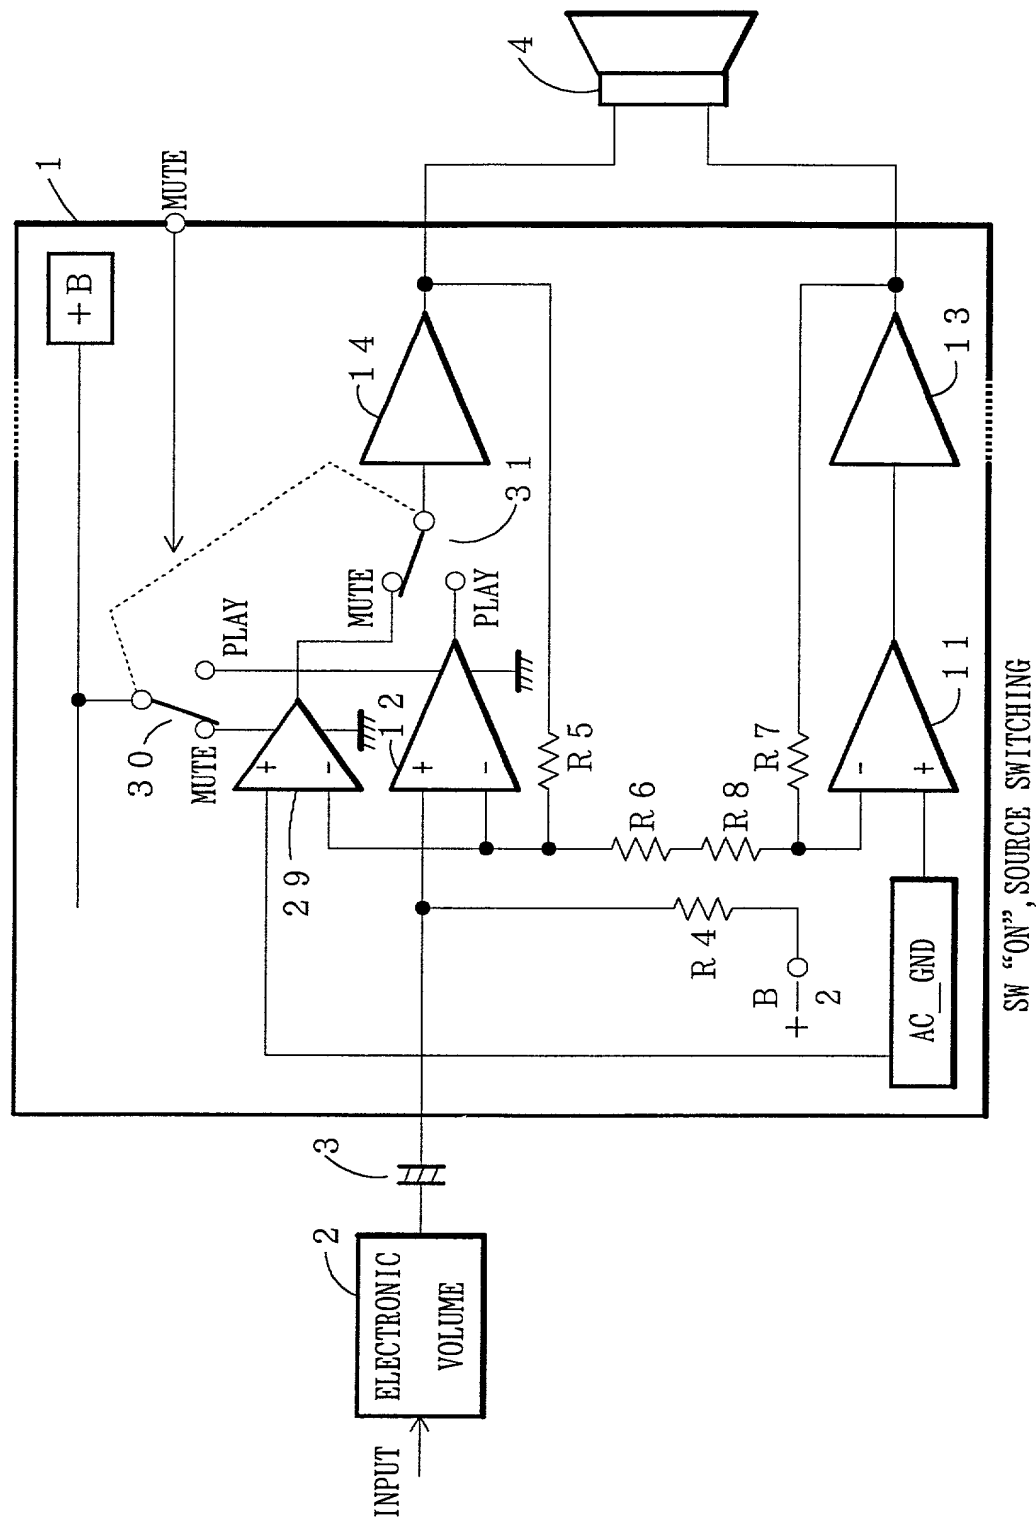 1
MUTE
+B
14
4
30
MUTE
PLAY
MUTE
31
PLAY
+
-
29
12
+
-
R5
R6
R8
R7
R4
+B2
13
-
+
11
AC_GND
3
2
ELECTRONIC
VOLUME
INPUT
SW “ON”, SOURCE SWITCHING